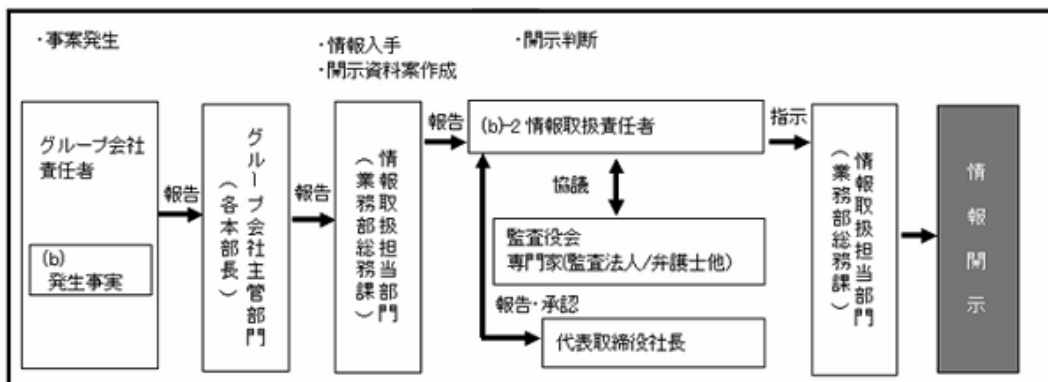 ・事案発生
・情報入手
・開示資料案作成
・開示判断
グループ会社
責任者
(b)
発生事実
報告
グループ会社主管部門
（各本部長）
報告
情報取扱担当部門
（業務部総務課）
報告
(b)-2 情報取扱責任者
協議
監査役会
専門家(監査法人/弁護士他)
報告・承認
代表取締役社長
指示
情報取扱担当部門
（業務部総務課）
情報開示